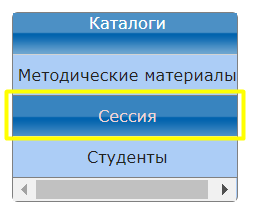 Каталоги
Методические материалы
Сессия
Студенты